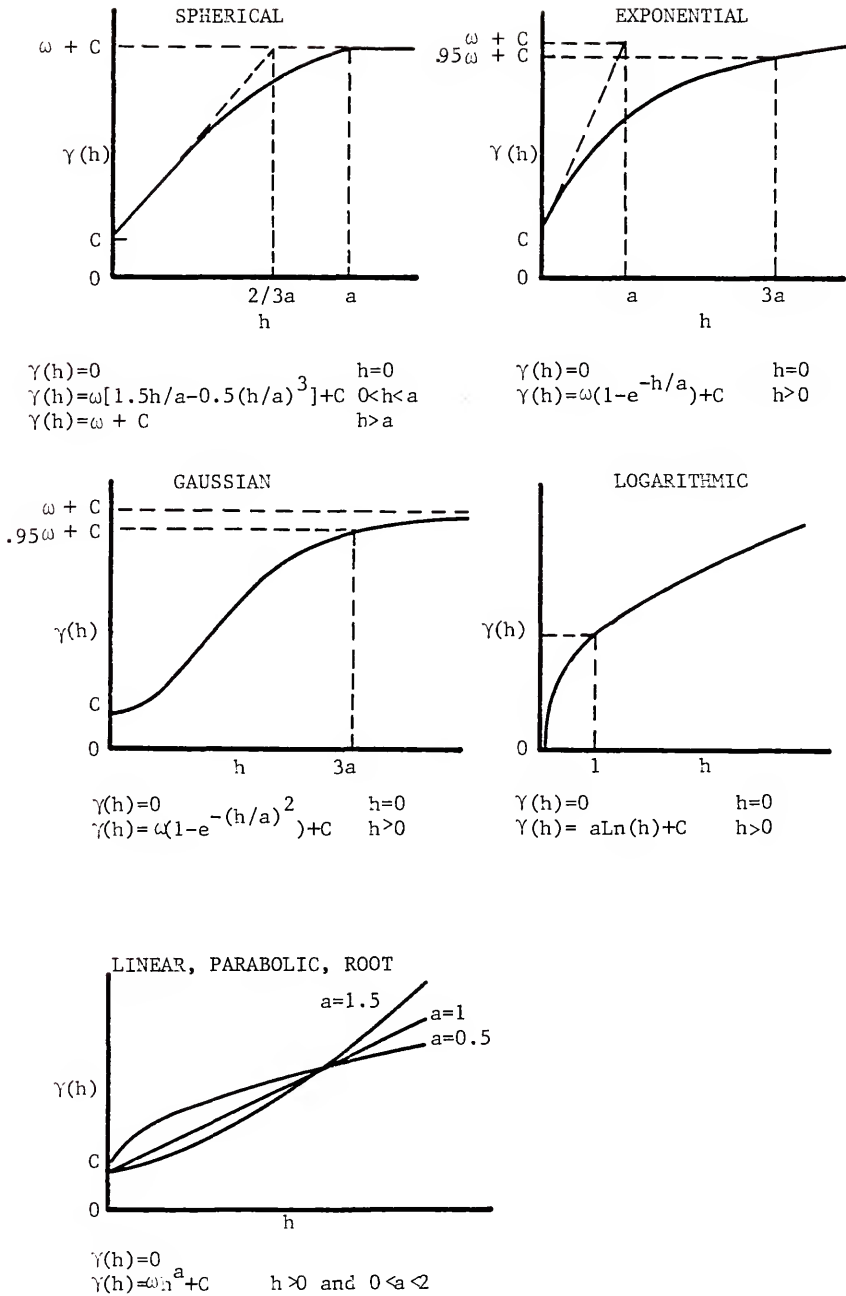 SPHERICAL
ω + C
γ(h)
C
0
2/3a
a
h
γ(h)=0 h=0
γ(h)=ω[1.5h/a-0.5(h/a)^3]+C 0<h<a
γ(h)=ω + C h>a
EXPONENTIAL
ω + C
.95ω + C
γ(h)
C
0
a
3a
h
γ(h)=0 h=0
γ(h)=ω(1-e^-h/a)+C h>0
GAUSSIAN
ω + C
.95ω + C
γ(h)
C
0
h
3a
γ(h)=0 h=0
γ(h)=ω(1-e^-(h/a)^2)+C h>0
LOGARITHMIC
γ(h)
0
1
h
γ(h)=0 h=0
γ(h)= aLn(h)+C h>0
LINEAR, PARABOLIC, ROOT
a=1.5
a=1
a=0.5
γ(h)
C
0
h
γ(h)=0
γ(h)=ωh^a+C h>0 and 0<a<2